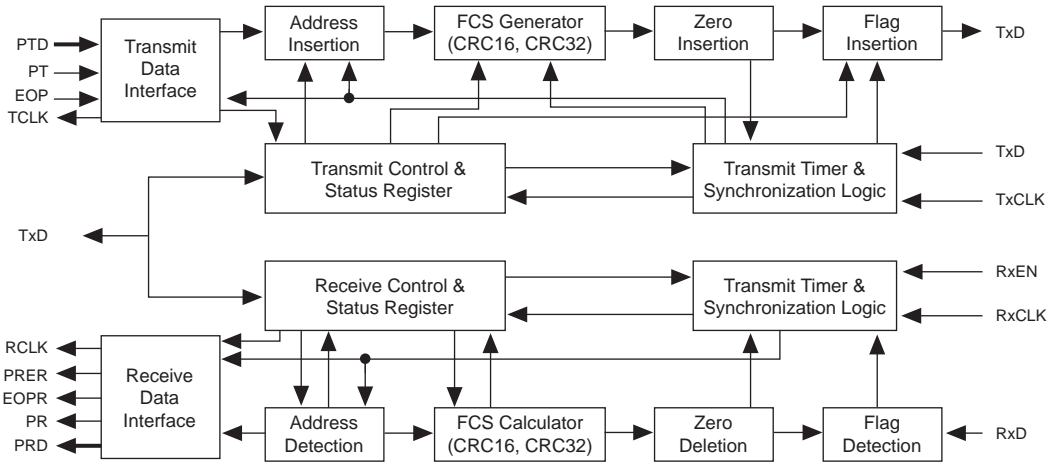 PTD
PT
EOP
TCLK
Transmit
Data
Interface
Address
Insertion
FCS Generator
(CRC16, CRC32)
Zero
Insertion
Flag
Insertion
TxD
Transmit Control &
Status Register
Transmit Timer &
Synchronization Logic
TxD
TxCLK
TxD
Receive Control &
Status Register
Transmit Timer &
Synchronization Logic
RxEN
RxCLK
RCLK
PRER
EOPR
PR
PRD
Receive
Data
Interface
Address
Detection
FCS Calculator
(CRC16, CRC32)
Zero
Deletion
Flag
Detection
RxD